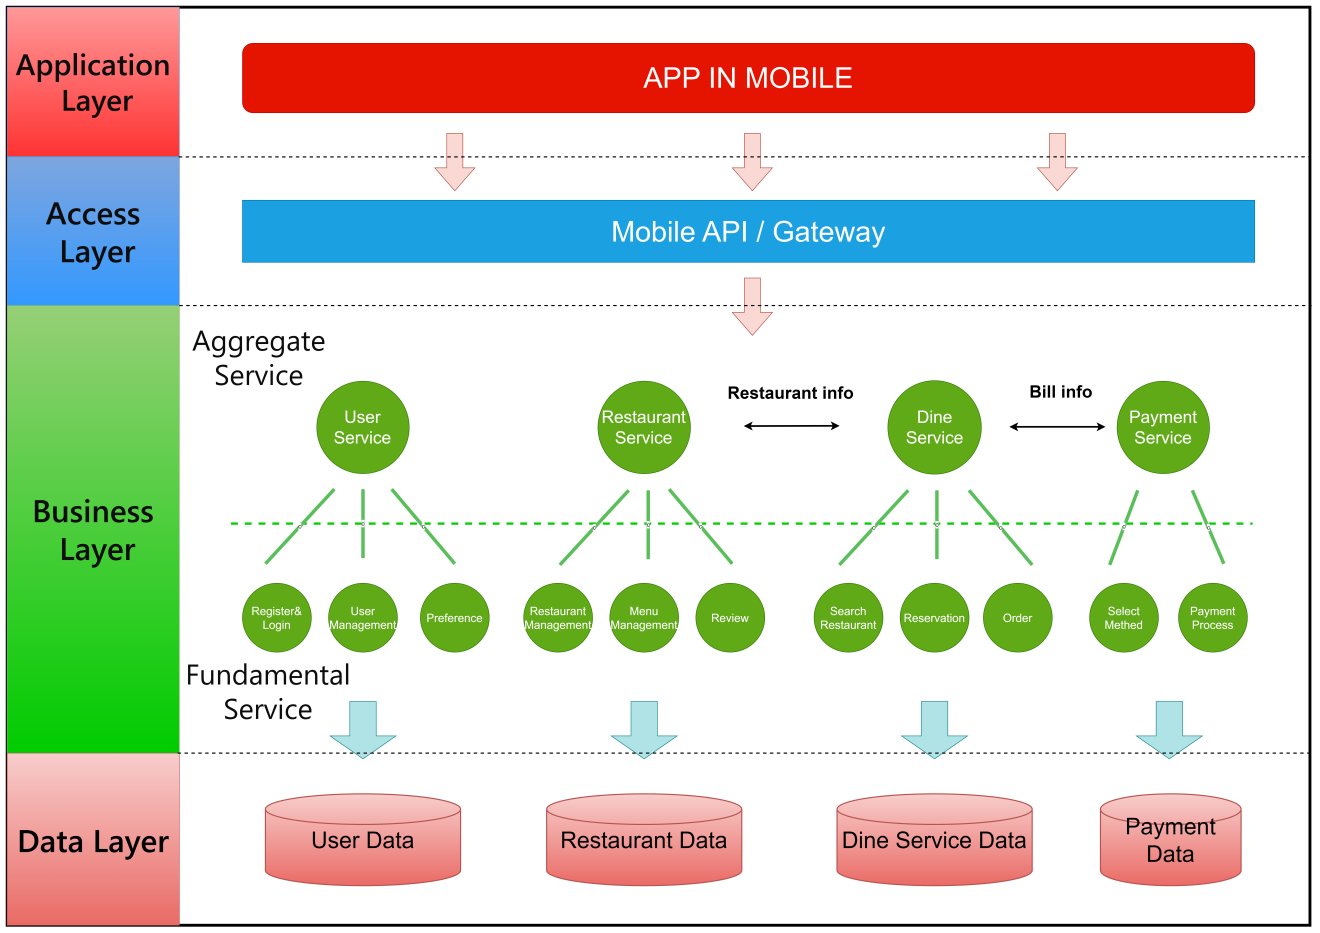 Application
Layer
APP IN MOBILE
Access
Layer
Mobile API / Gateway
Business
Layer
Aggregate
Service
User
Service
Restaurant
Service
Restaurant info
Dine
Service
Bill info
Payment
Service
Register&
Login
User
Management
Preference
Restaurant
Management
Menu
Management
Review
Search
Restaurant
Reservation
Order
Select
Methed
Payment
Process
Fundamental
Service
Data Layer
User Data
Restaurant Data
Dine Service Data
Payment
Data